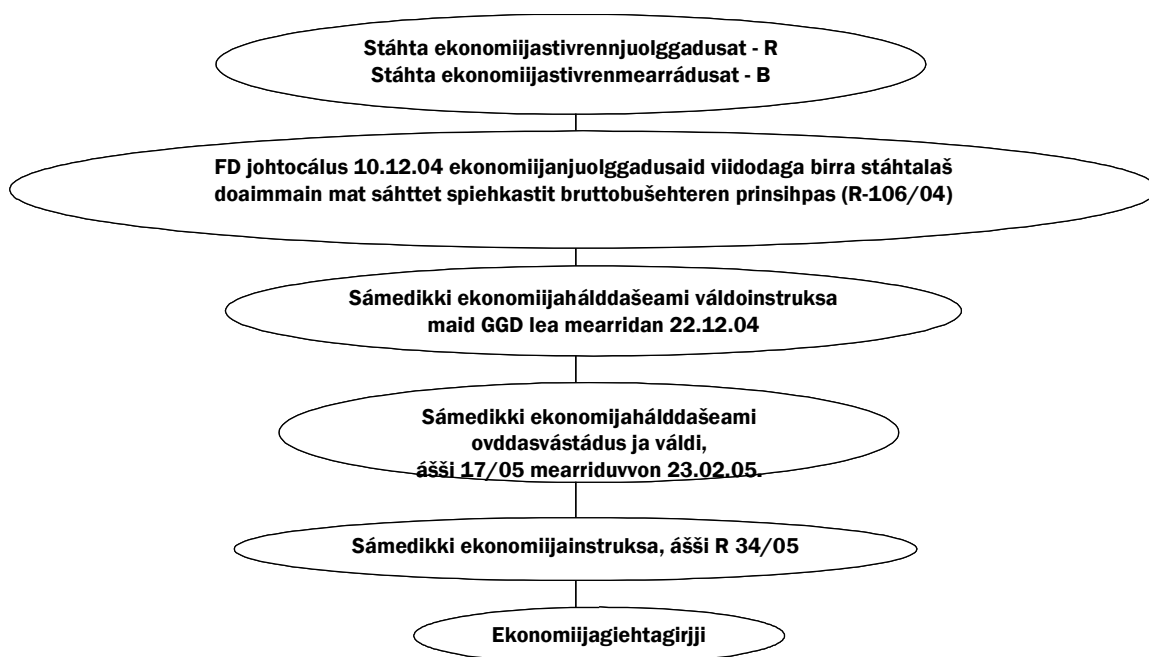 Stáhta ekonomiijastivrennjuolggadusat - R
Stáhta ekonomiijastivrenmearrádusat - B
FD johtocálus 10.12.04 ekonomiijanjuolggadusaid viidodaga birra stáhtalaš
doaimmain mat sáhttet spiehkastit bruttobušehteren prinsihpas (R-106/04)
Sámedikki ekonomiijahálddašeami váldoinstruksa
maid GGD lea mearridan 22.12.04
Sámedikki ekonomijahálddašeami
ovddasvástádus ja váldi,
ášši 17/05 mearriduvvon 23.02.05.
Sámedikki ekonomiijainstruksa, ášši R 34/05
Ekonomiijagiehtagirjji